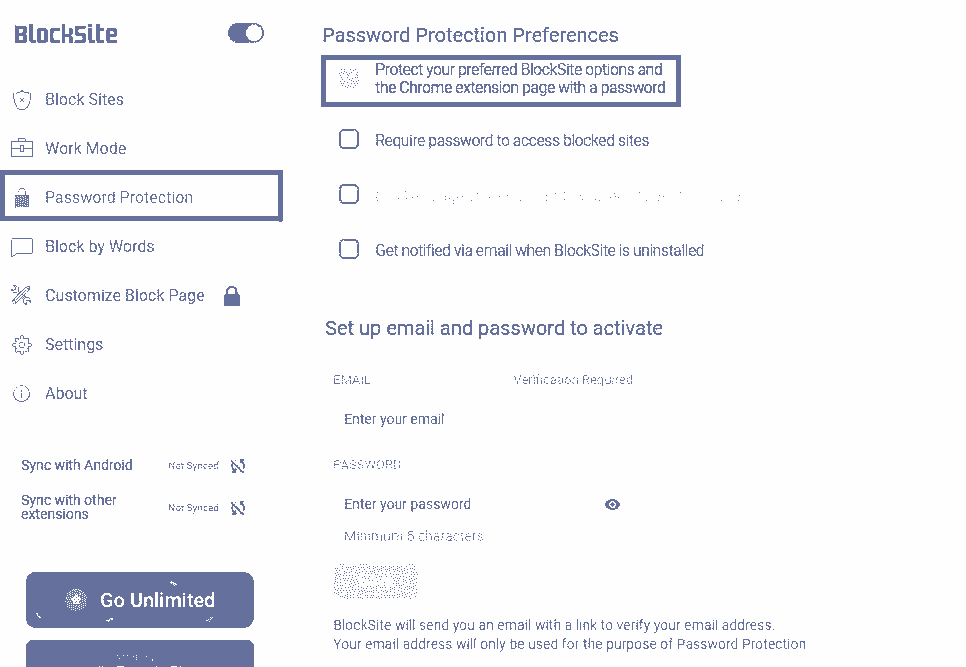 BlockSite
Block Sites
Work Mode
Password Protection
Block by Words
Customize Block Page
Settings
About
Sync with Android Not Synced
Sync with other
extensions
Not Synced
Go Unlimited
Password Protection Preferences
Protect your preferred BlockSite options and
the Chrome extension page with a password
Require password to access blocked sites
Get notified via email when BlockSite is uninstalled
Set up email and password to activate
EMAIL Verification Required
Enter your email
PASSWORD
Enter your password
Minimum 6 characters
BlockSite will send you an email with a link to verify your email address.
Your email address will only be used for the purpose of Password Protection